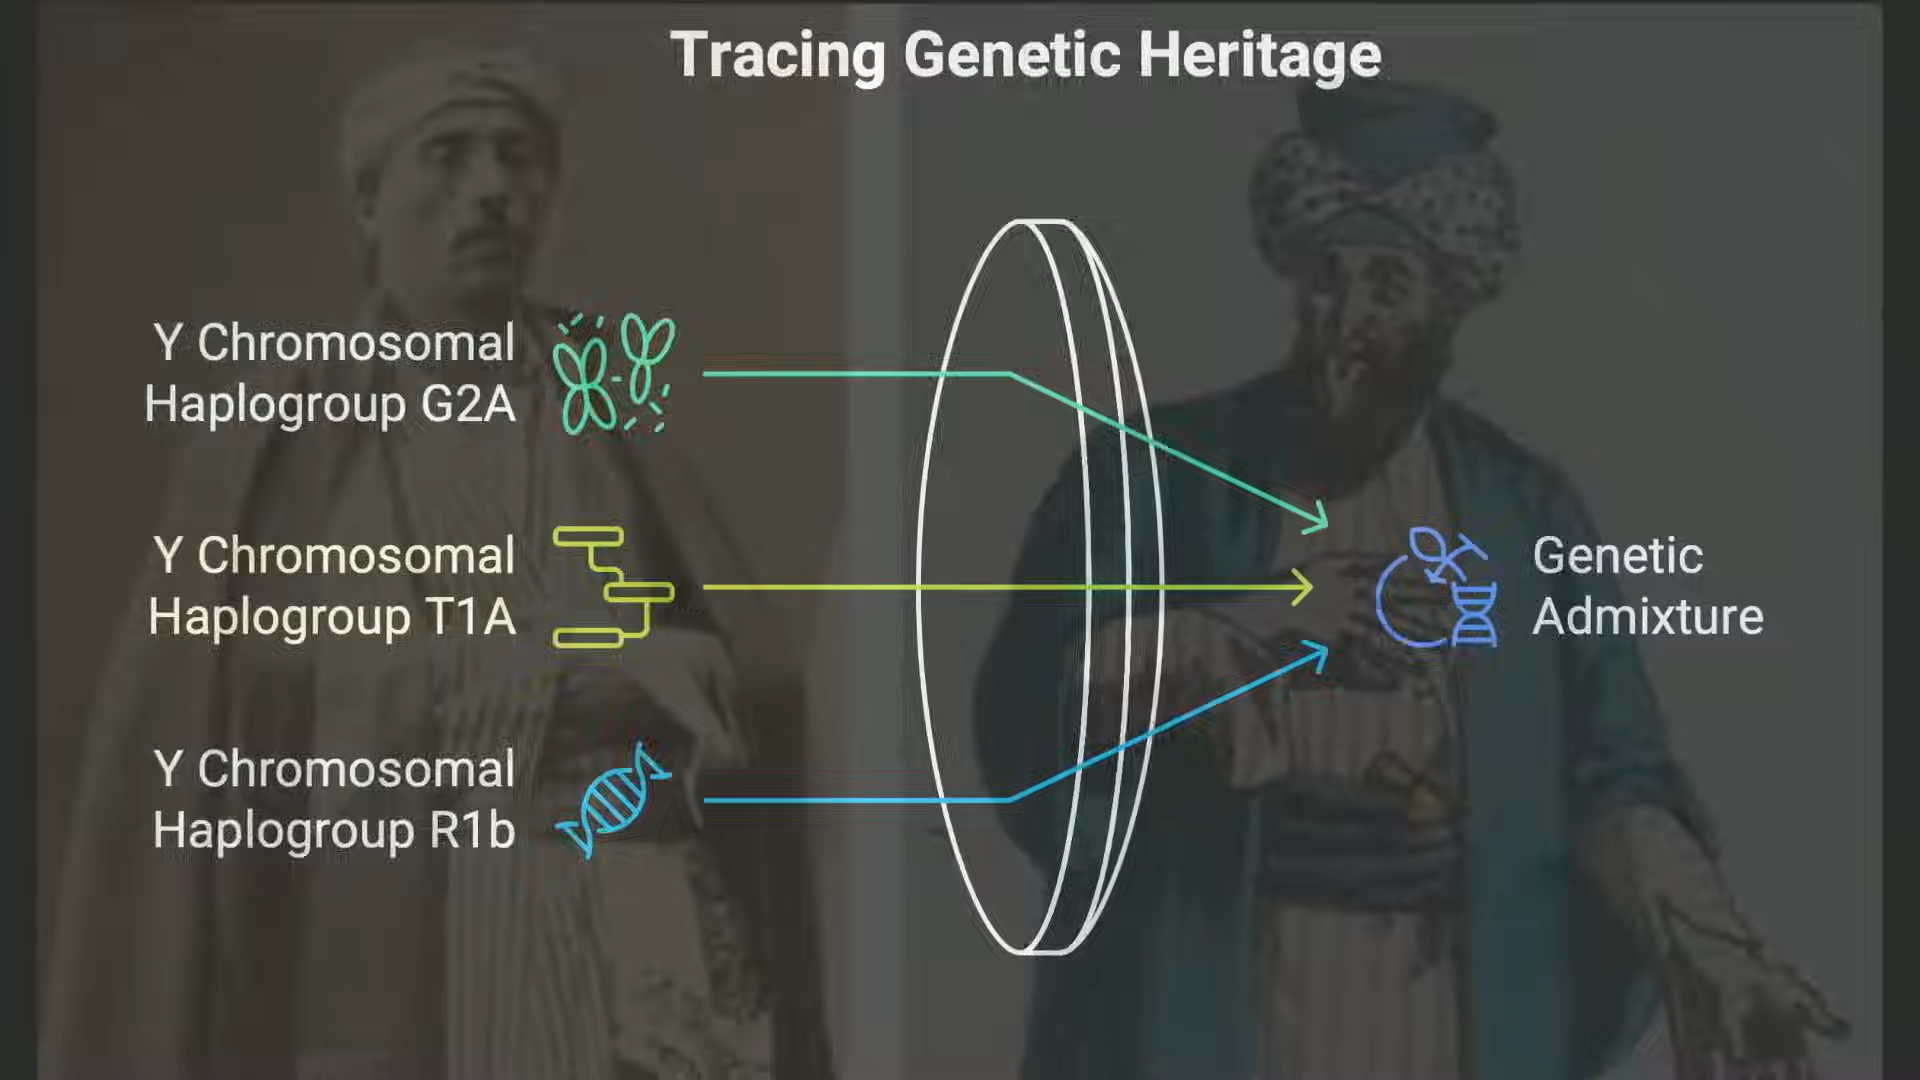 Tracing Genetic Heritage
Y Chromosomal
Haplogroup G2A
Y Chromosomal
Haplogroup T1A
Y Chromosomal
Haplogroup R1b
Genetic
Admixture